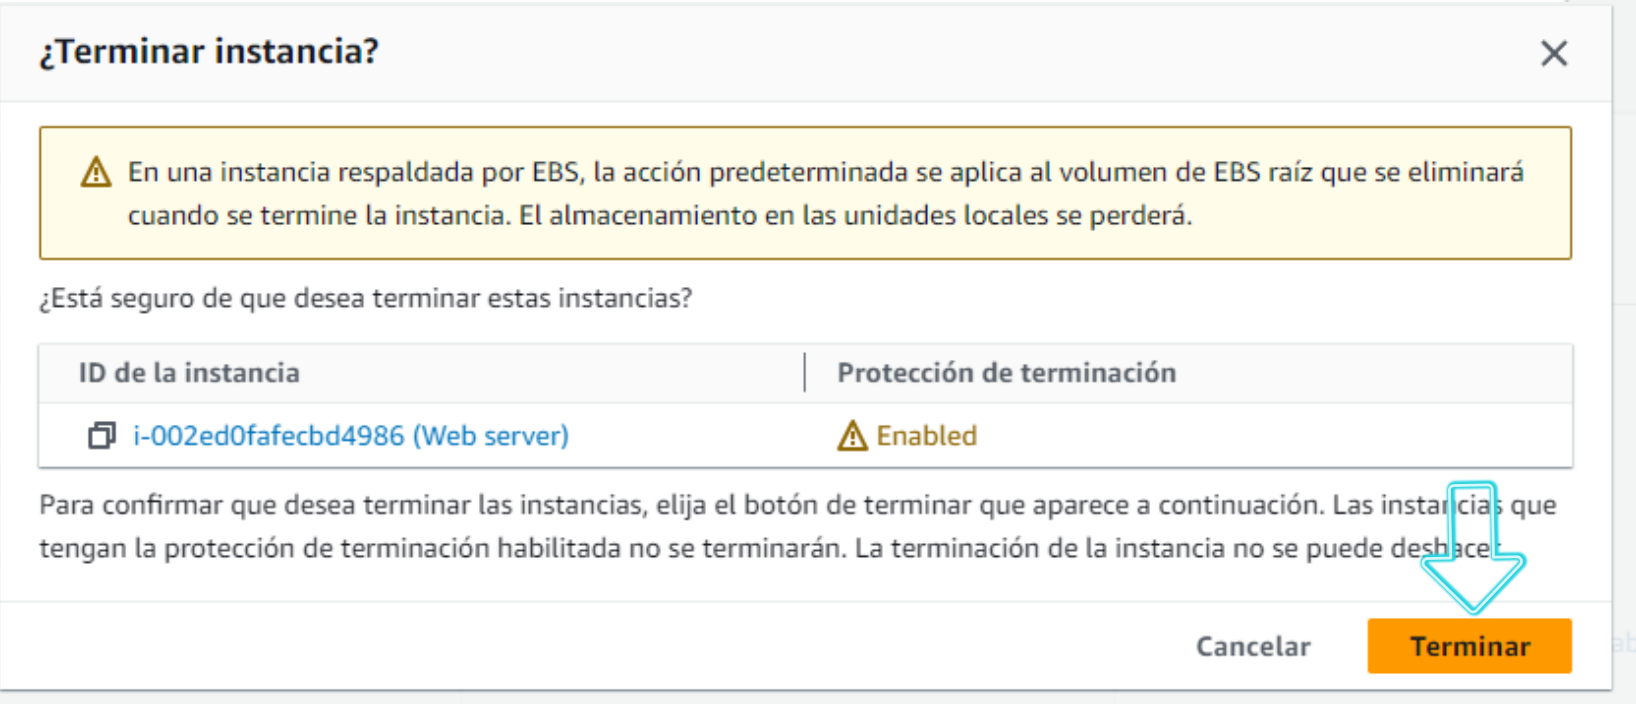 ¿Terminar instancia?
En una instancia respaldada por EBS, la acción predeterminada se aplica al volumen de EBS raíz que se eliminará
cuando se termine la instancia. El almacenamiento en las unidades locales se perderá.
¿Está seguro de que desea terminar estas instancias?
ID de la instancia
Protección de terminación
i-002ed0fafecbd4986 (Web server)
Enabled
Para confirmar que desea terminar las instancias, elija el botón de terminar que aparece a continuación. Las instancias que
tengan la protección de terminación habilitada no se terminarán. La terminación de la instancia no se puede deshacer.
Cancelar
Terminar